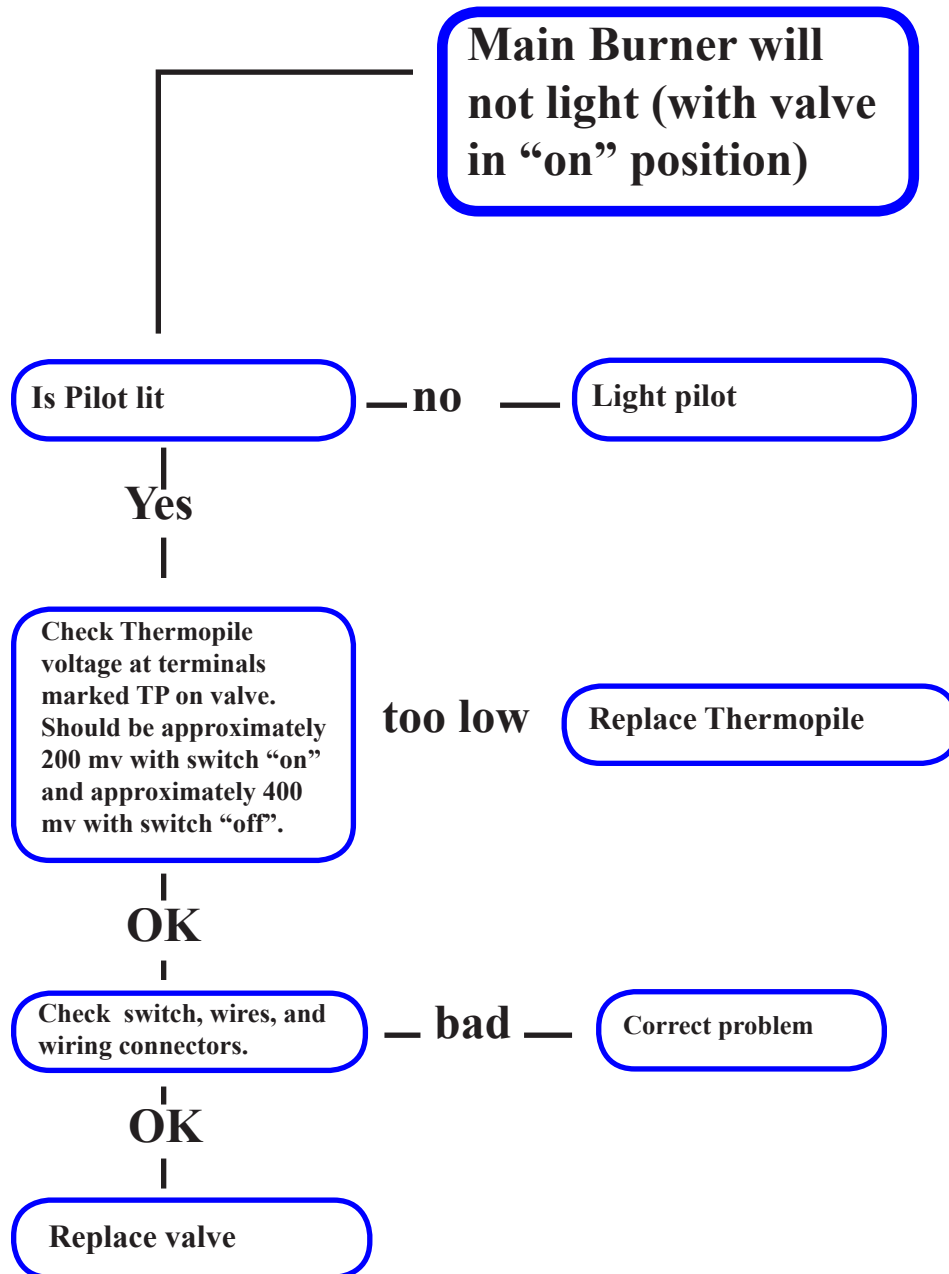 Main Burner will
not light (with valve
in “on” position)
Is Pilot lit
no
Light pilot
Yes
Check Thermopile
voltage at terminals
marked TP on valve.
Should be approximately
200 mv with switch “on”
and approximately 400
mv with switch “off”.
too low
Replace Thermopile
OK
Check switch, wires, and
wiring connectors.
bad
Correct problem
OK
Replace valve